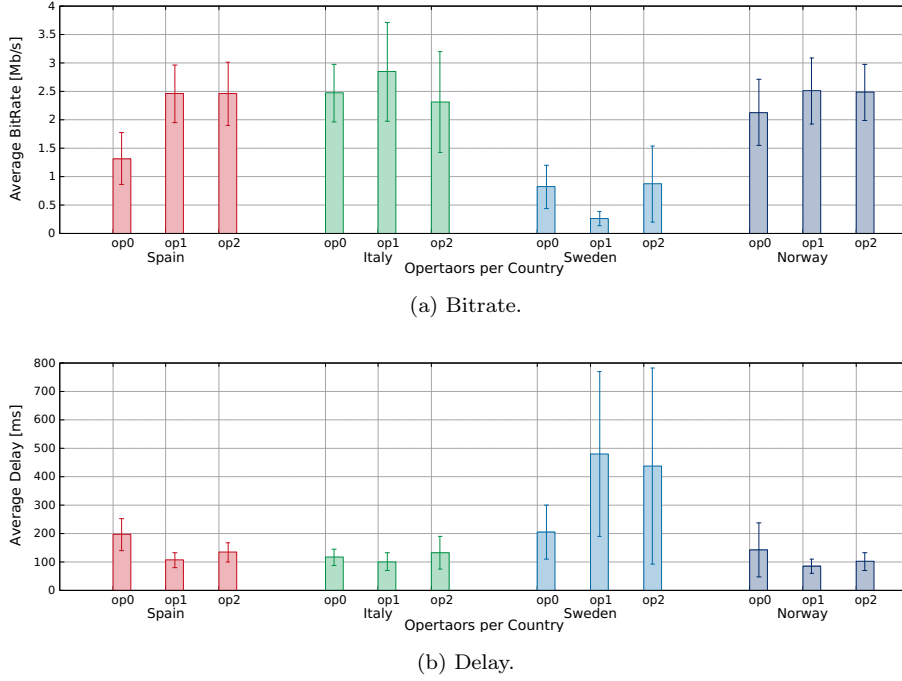 4
3.5
3
2.5
2
1.5
1
0.5
0
Average BitRate [Mb/s]
op0 op1 op2 op0 op1 op2 op0 op1 op2 op0 op1 op2
Spain Italy Sweden Norway
Opertaors per Country
(a) Bitrate.
800
700
600
500
400
300
200
100
0
Average Delay [ms]
op0 op1 op2 op0 op1 op2 op0 op1 op2 op0 op1 op2
Spain Italy Sweden Norway
Opertaors per Country
(b) Delay.